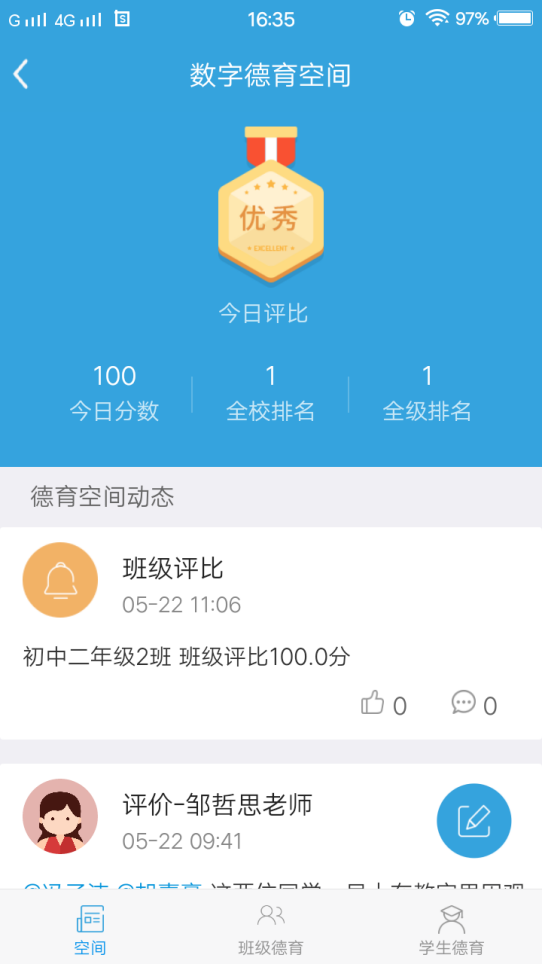 G 4G S 16:35 97%
数字德育空间
优秀
EXCELLENT
今日评比
100 1 1
今日分数 全校排名 全级排名
德育空间动态
班级评比
05-22 11:06
初中二年级2班 班级评比100.0分
0 0
评价-邹哲思老师
05-22 09:41
空间 班级德育 学生德育